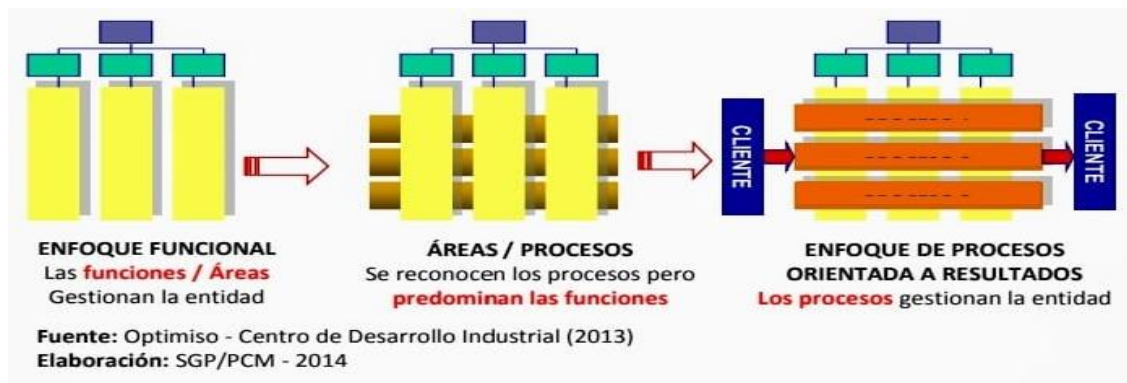 CLIENTE
CLIENTE
ENFOQUE FUNCIONAL
Las funciones / Áreas
Gestionan la entidad
ÁREAS / PROCESOS
Se reconocen los procesos pero
predominan las funciones
ENFOQUE DE PROCESOS
ORIENTADA A RESULTADOS
Los procesos gestionan la entidad
Fuente: Optimiso - Centro de Desarrollo Industrial (2013)
Elaboración: SGP/PCM - 2014